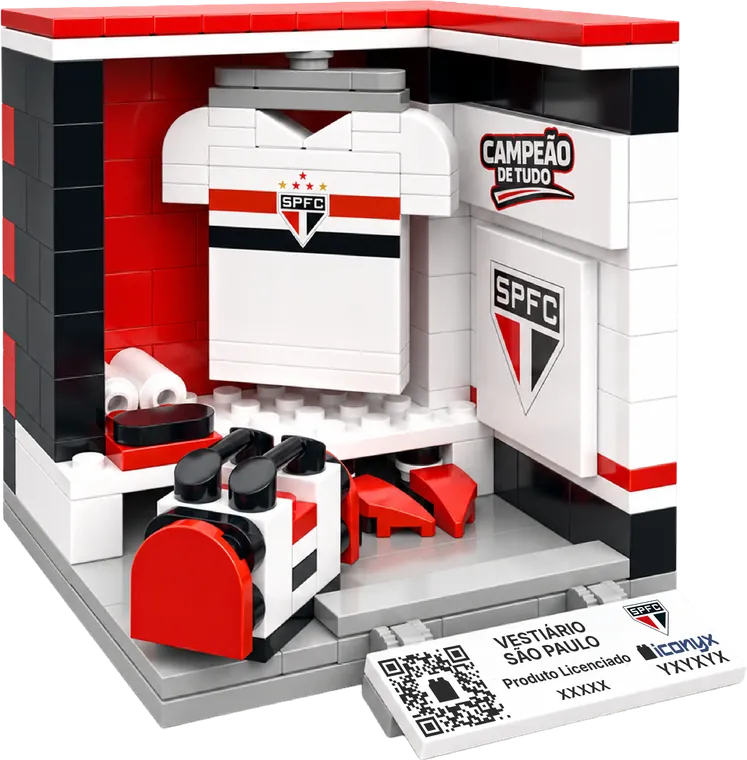 CAMPEÃO
DE TUDO
SPFC
SPFC
VESTIÁRIO
SÃO PAULO
Produto Licenciado
XXXXX
SPFC
iconyx
YXYXYX